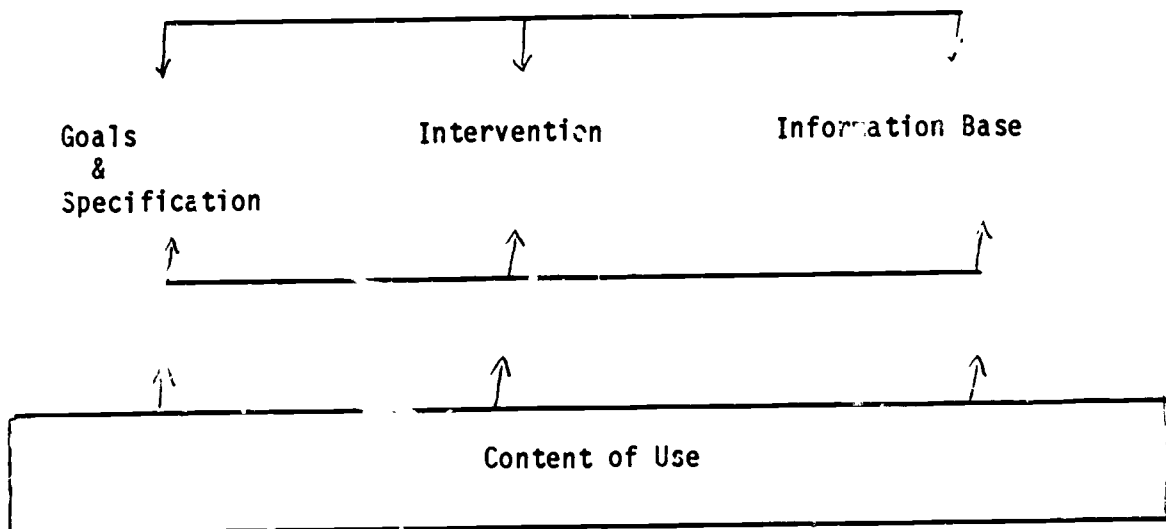 Goals
&
Specification
Intervention
Information Base
Content of Use